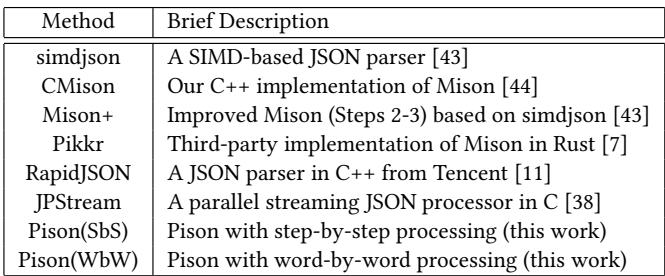 Method Brief Description
simdjson A SIMD-based JSON parser [43]
CMison Our C++ implementation of Mison [44]
Mison+ Improved Mison (Steps 2-3) based on simdjson [43]
Pikkr Third-party implementation of Mison in Rust [7]
RapidJSON A JSON parser in C++ from Tencent [11]
JPStream A parallel streaming JSON processor in C [38]
Pison(SbS) Pison with step-by-step processing (this work)
Pison(WbW) Pison with word-by-word processing (this work)